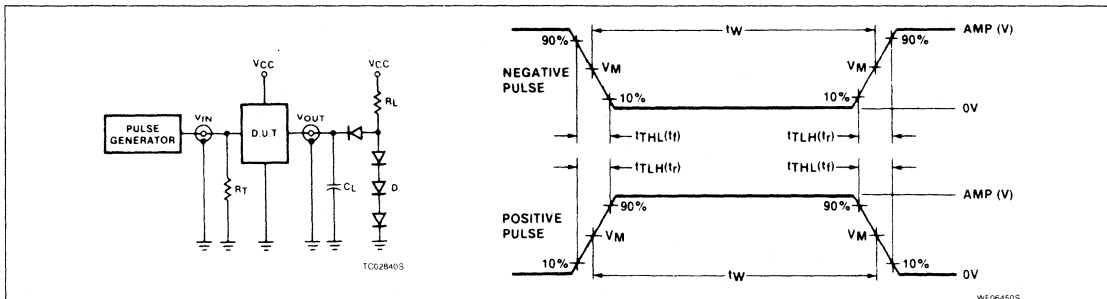 VCC
VCC
RL
PULSE
GENERATOR
VIN
D.U.T
VOUT
RT
CL
D
TC02840S
90%
tW
90%
AMP (V)
NEGATIVE
PULSE
VM
VM
10%
10%
0V
tTHL(tf)
tTLH(tr)
tTLH(tr)
tTHL(tf)
AMP (V)
POSITIVE
PULSE
90%
90%
VM
VM
10%
10%
tW
0V
WF06450S